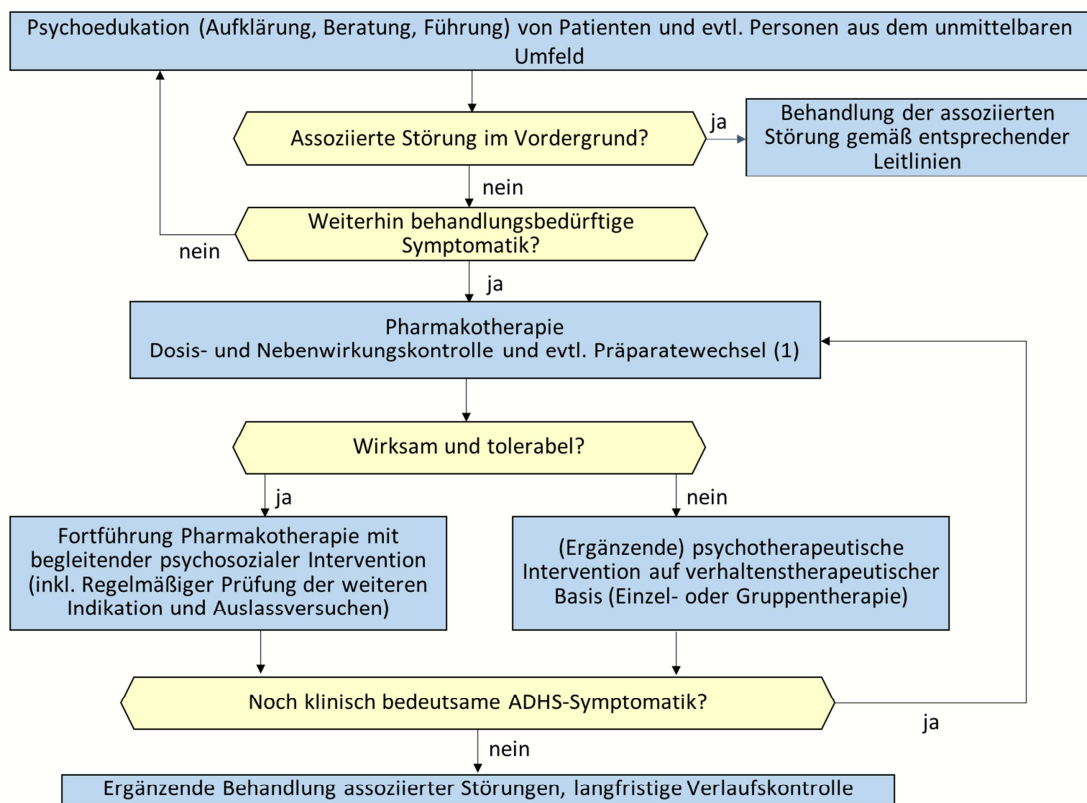 Psychoedukation (Aufklärung, Beratung, Führung) von Patienten und evtl. Personen aus dem unmittelbaren
Umfeld
Assoziierte Störung im Vordergrund?
ja
Behandlung der assoziierten
Störung gemäß entsprechender
Leitlinien
nein
Weiterhin behandlungsbedürftige
Symptomatik?
nein
ja
Pharmakotherapie
Dosis- und Nebenwirkungskontrolle und evtl. Präparatewechsel (1)
Wirksam und tolerabel?
ja
nein
Fortführung Pharmakotherapie mit
begleitender psychosozialer Intervention
(inkl. Regelmäßiger Prüfung der weiteren
Indikation und Auslassversuchen)
(Ergänzende) psychotherapeutische
Intervention auf verhaltenstherapeutischer
Basis (Einzel- oder Gruppentherapie)
Noch klinisch bedeutsame ADHS-Symptomatik?
ja
nein
Ergänzende Behandlung assoziierter Störungen, langfristige Verlaufskontrolle